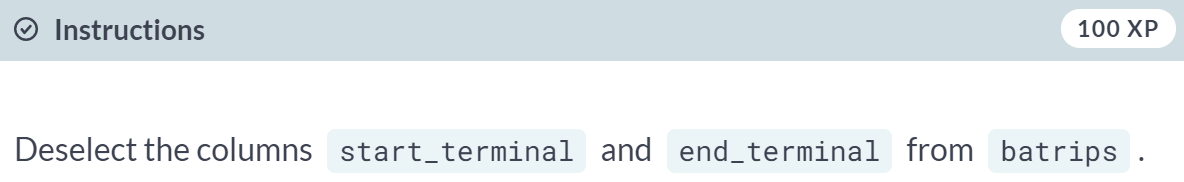 Instructions 100 XP
Deselect the columns start_terminal and end_terminal from batrips .